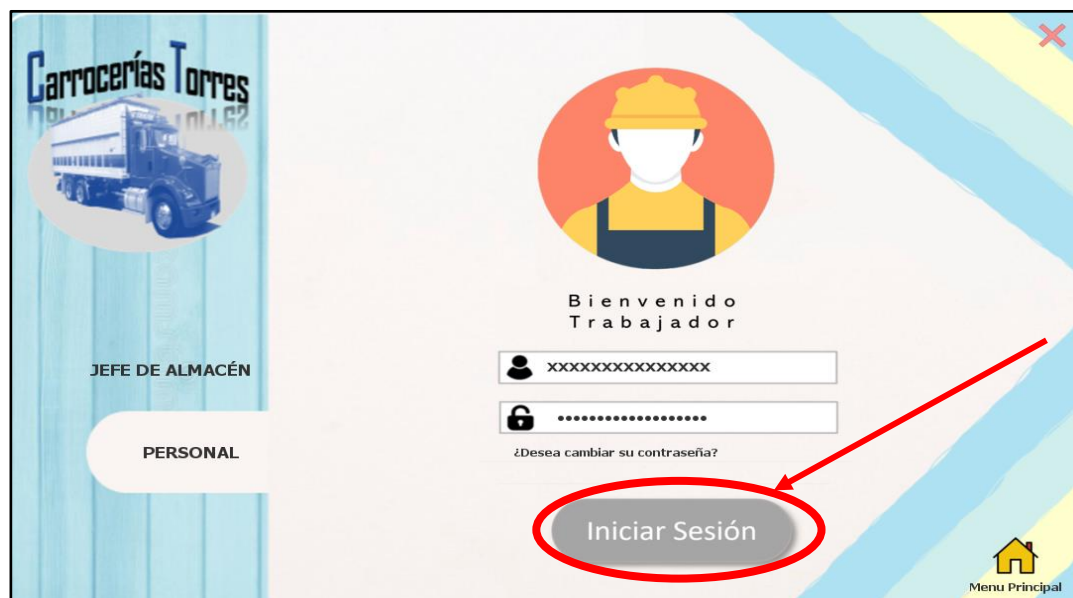 Carrocerías Torres
Bienvenido
Trabajador
JEFE DE ALMACÉN
xxxxxxxxxxxxxxx
PERSONAL
•••••••••••••••••••
¿Desea cambiar su contraseña?
Iniciar Sesión
Menu Principal